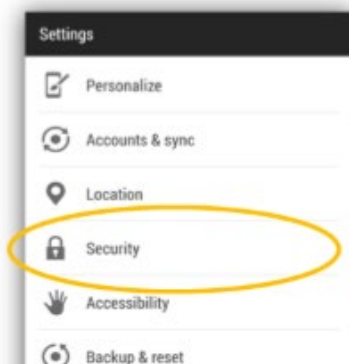 Settings
Personalize
Accounts & sync
Location
Security
Accessibility
Backup & reset